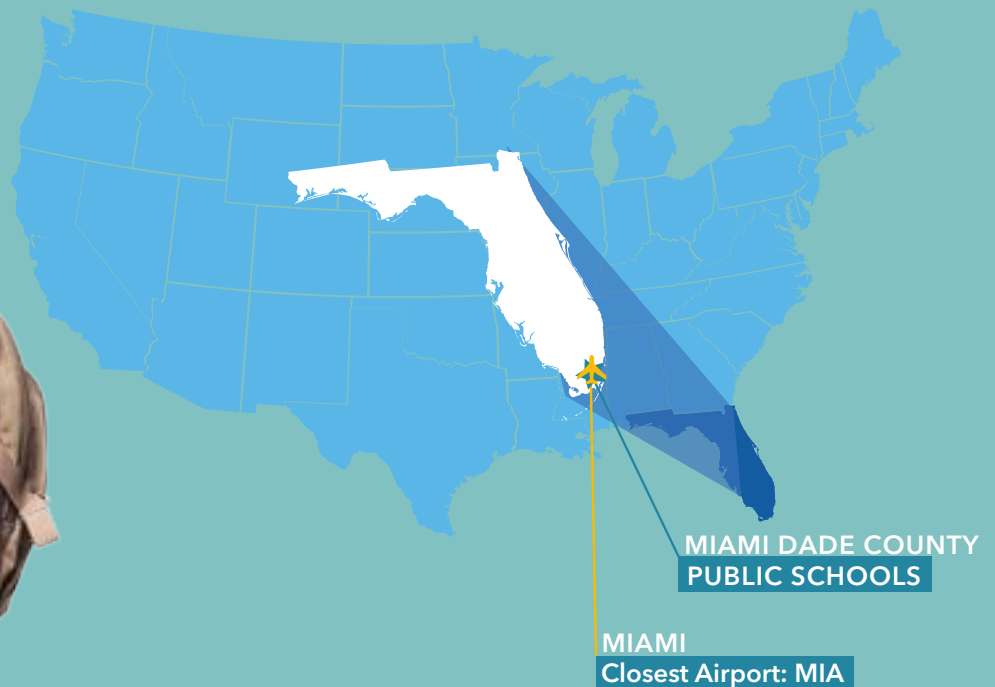 MIAMI DADE COUNTY
PUBLIC SCHOOLS
MIAMI
Closest Airport: MIA